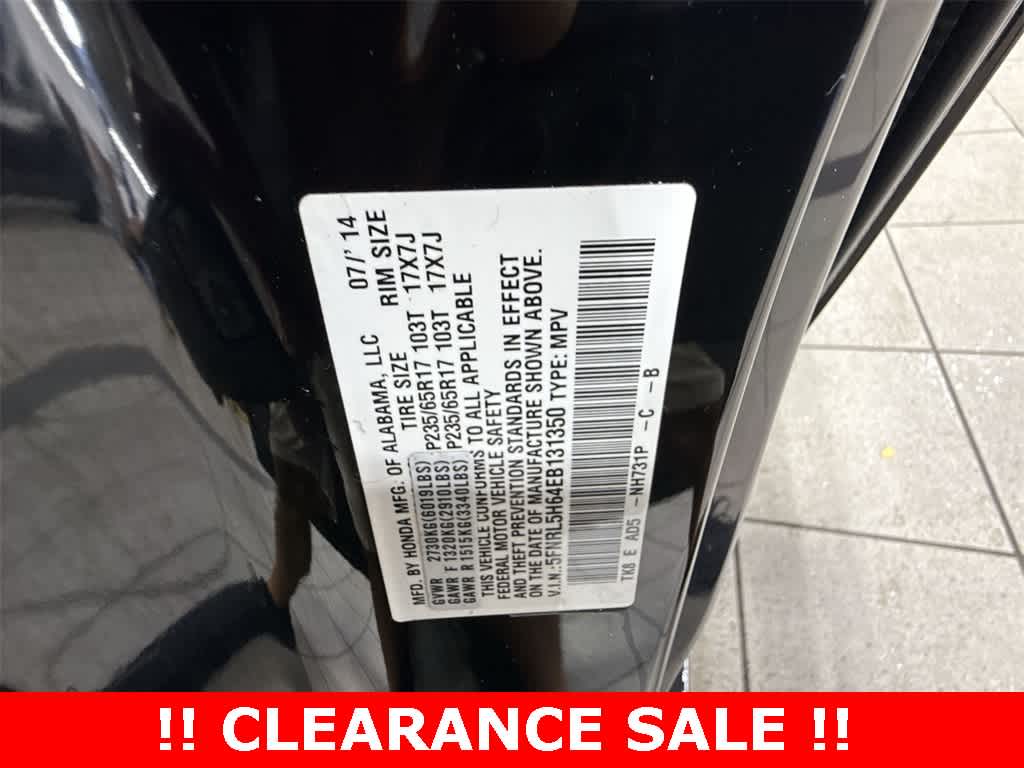 MFD. BY HONDA MFG. OF ALABAMA, LLC 07/'14
TIRE SIZE RIM SIZE
GVWR 2730KG(6019LBS)
GAWR F 1320KG(2910LBS) P235/65R17 103T 17X7J
GAWR R 1515KG(3340LBS) P235/65R17 103T 17X7J
THIS VEHICLE CONFORMS TO ALL APPLICABLE
FEDERAL MOTOR VEHICLE SAFETY
AND THEFT PREVENTION STANDARDS IN EFFECT
ON THE DATE OF MANUFACTURE SHOWN ABOVE.
V.I.N.:5FNRL5H64EB131350 TYPE: MPV
TK8 E AD5 -NH731P -C -B
!! CLEARANCE SALE !!